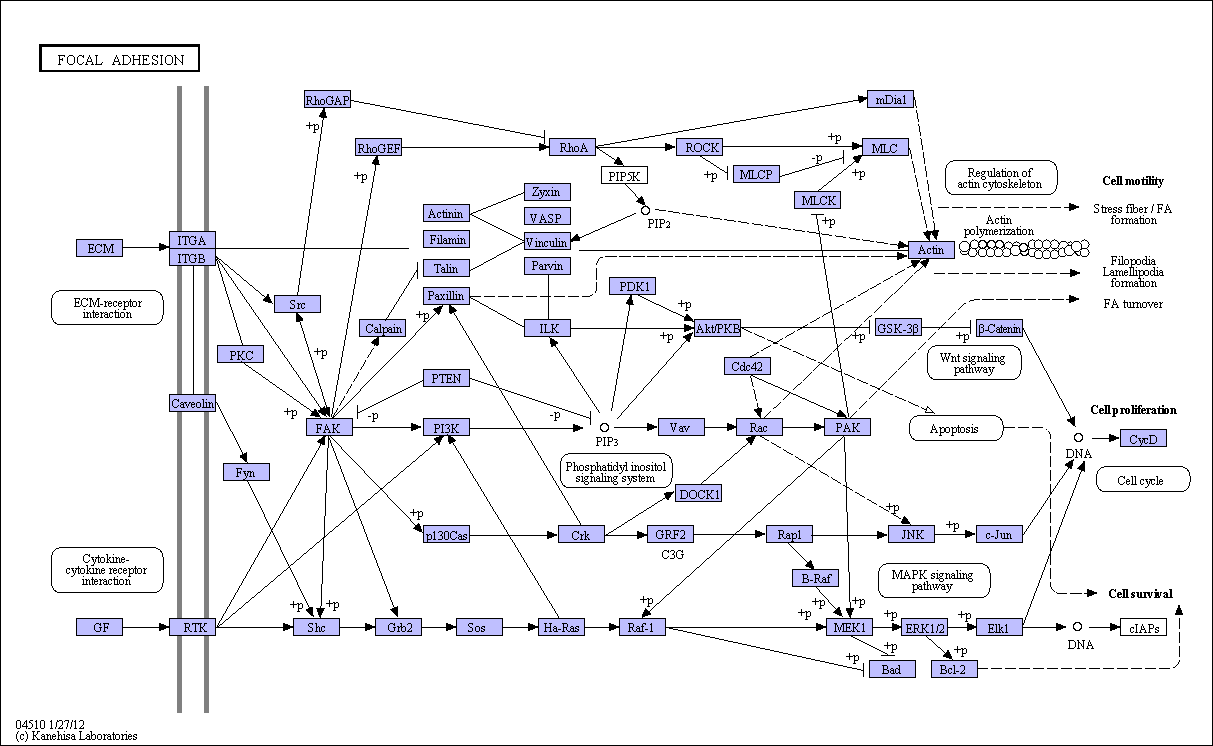 FOCAL ADHESION
RhoGAP
mDia1
+p
RhoGEF
RhoA
ROCK
+p
MLC
-p
+p
+p
PIP5K
+p
MLCP
MLCK
Regulation of
actin cytoskeleton
Cell motility
Zyxin
Actinin
VASP
PIP2
+p
Stress fiber / FA
formation
Actin
polymerization
ECM
ITGA
ITGB
Filamin
Vinculin
Actin
Talin
Parvin
Filopodia
Lamellipodia
formation
ECM-receptor
interaction
Src
Paxillin
PDK1
FA turnover
+p
+p
Calpain
ILK
Akt/PKB
GSK-3β
β-Catenin
+p
+p
+p
+p
PKC
Wnt signaling
pathway
Cdc42
PTEN
Caveolin
+p
-p
-p
Cell proliferation
FAK
PI3K
PIP3
Vav
Rac
PAK
Apoptosis
DNA
CycD
Fyn
Phosphatidyl inositol
signaling system
Cell cycle
DOCK1
+p
+p
p130Cas
Crk
GRF2
C3G
Rap1
JNK
+p
c-Jun
Cytokine-
cytokine receptor
interaction
B-Raf
MAPK signaling
pathway
Cell survival
+p
+p
+p
+p
+p
+p
+p
+p
GF
RTK
Shc
Grb2
Sos
Ha-Ras
Raf-1
MEK1
ERK1/2
Elk1
DNA
cIAPs
+p
+p
+p
Bad
Bcl-2
04510 1/27/12
(c) Kanehisa Laboratories